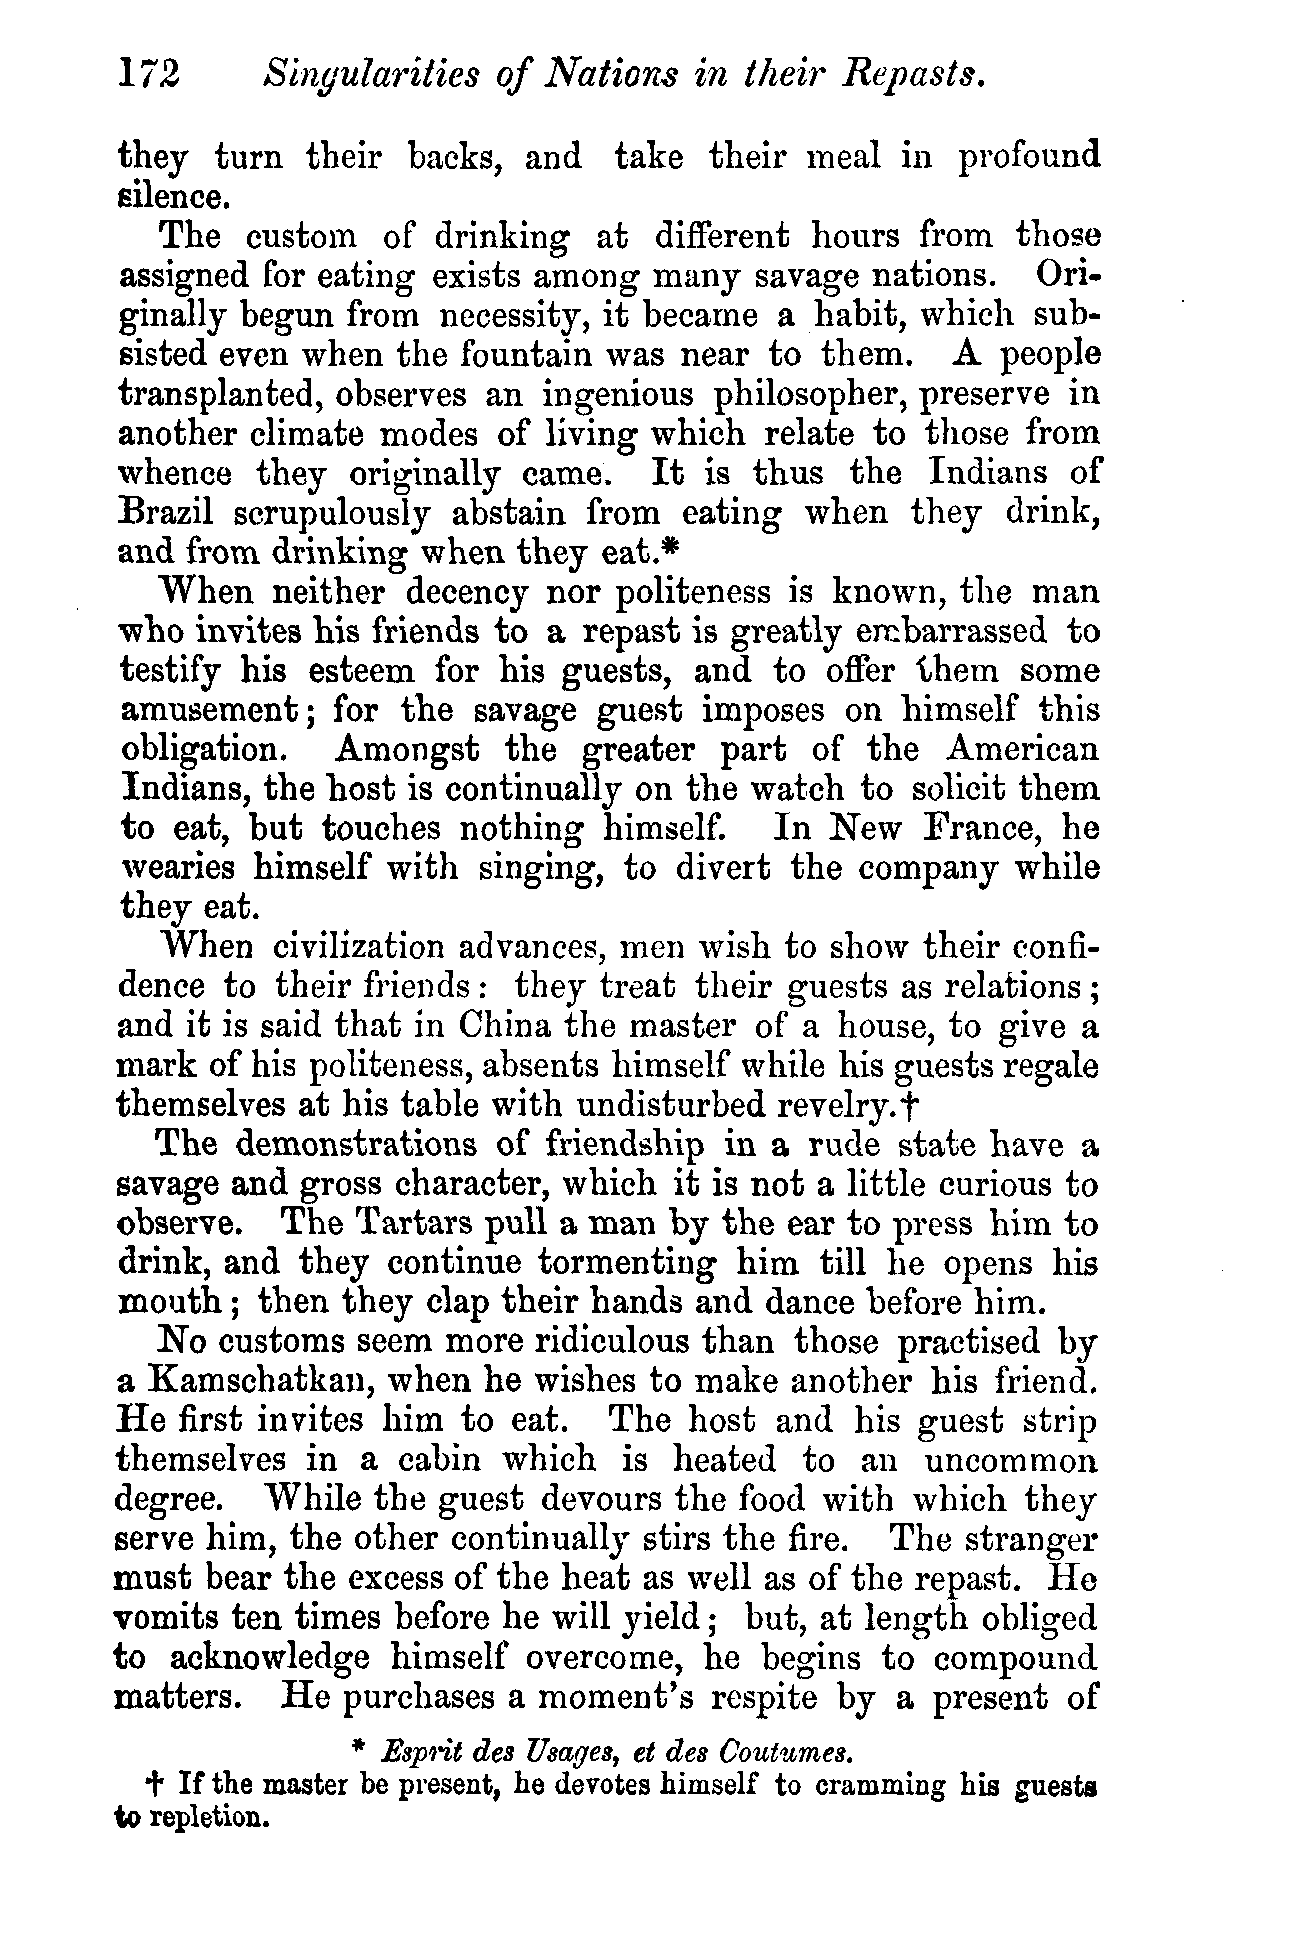 172 Singularities of Nations in their Repasts.
they turn their backs, and take their meal in profound
silence.
The custom of drinking at different hours from those
assigned for eating exists among many savage nations. Ori-
ginally begun from necessity, it became a habit, which sub-
sisted even when the fountain was near to them. A people
transplanted, observes an ingenious philosopher, preserve in
another climate modes of living which relate to those from
whence they originally came. It is thus the Indians of
Brazil scrupulously abstain from eating when they drink,
and from drinking when they eat.*
When neither decency nor politeness is known, the man
who invites his friends to a repast is greatly embarrassed to
testify his esteem for his guests, and to offer them some
amusement; for the savage guest imposes on himself this
obligation. Amongst the greater part of the American
Indians, the host is continually on the watch to solicit them
to eat, but touches nothing himself. In New France, he
wearies himself with singing, to divert the company while
they eat.
When civilization advances, men wish to show their confi-
dence to their friends: they treat their guests as relations;
and it is said that in China the master of a house, to give a
mark of his politeness, absents himself while his guests regale
themselves at his table with undisturbed revelry.†
The demonstrations of friendship in a rude state have a
savage and gross character, which it is not a little curious to
observe. The Tartars pull a man by the ear to press him to
drink, and they continue tormenting him till he opens his
mouth; then they clap their hands and dance before him.
No customs seem more ridiculous than those practised by
a Kamschatkan, when he wishes to make another his friend.
He first invites him to eat. The host and his guest strip
themselves in a cabin which is heated to an uncommon
degree. While the guest devours the food with which they
serve him, the other continually stirs the fire. The stranger
must bear the excess of the heat as well as of the repast. He
vomits ten times before he will yield; but, at length obliged
to acknowledge himself overcome, he begins to compound
matters. He purchases a moment's respite by a present of
* Esprit des Usages, et des Coutumes.
† If the master be present, he devotes himself to cramming his guests
to repletion.